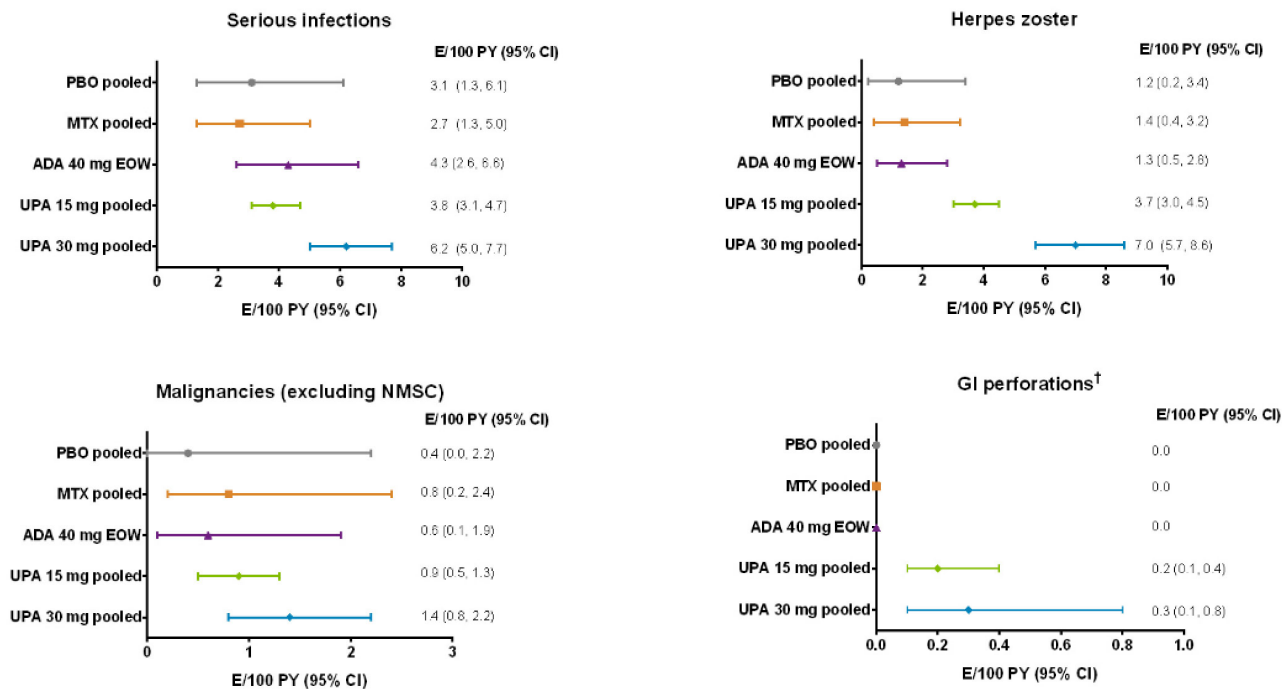 Serious infections
E/100 PY (95% CI)
PBO pooled 3.1 (1.3, 6.1)
MTX pooled 2.7 (1.3, 5.0)
ADA 40 mg EOW 4.3 (2.6, 6.6)
UPA 15 mg pooled 3.8 (3.1, 4.7)
UPA 30 mg pooled 6.2 (5.0, 7.7)
0 2 4 6 8 10
E/100 PY (95% CI)
Herpes zoster
E/100 PY (95% CI)
PBO pooled 1.2 (0.2, 3.4)
MTX pooled 1.4 (0.4, 3.2)
ADA 40 mg EOW 1.3 (0.5, 2.8)
UPA 15 mg pooled 3.7 (3.0, 4.5)
UPA 30 mg pooled 7.0 (5.7, 8.6)
0 2 4 6 8 10
E/100 PY (95% CI)
Malignancies (excluding NMSC)
E/100 PY (95% CI)
PBO pooled 0.4 (0.0, 2.2)
MTX pooled 0.8 (0.2, 2.4)
ADA 40 mg EOW 0.6 (0.1, 1.9)
UPA 15 mg pooled 0.9 (0.5, 1.3)
UPA 30 mg pooled 1.4 (0.8, 2.2)
0 1 2 3
E/100 PY (95% CI)
GI perforations†
E/100 PY (95% CI)
PBO pooled 0.0
MTX pooled 0.0
ADA 40 mg EOW 0.0
UPA 15 mg pooled 0.2 (0.1, 0.4)
UPA 30 mg pooled 0.3 (0.1, 0.8)
0.0 0.2 0.4 0.6 0.8 1.0
E/100 PY (95% CI)